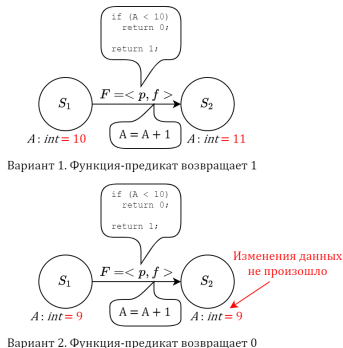 if (A < 10)
return 0;
return 1;
F=< p, f >
S1
S2
A = A + 1
A: int = 10
A: int = 11
Вариант 1. Функция-предикат возвращает 1
if (A < 10)
return 0;
return 1;
Изменения данных
не произошло
F=< p, f >
S1
S2
A = A + 1
A: int = 9
A: int = 9
Вариант 2. Функция-предикат возвращает 0